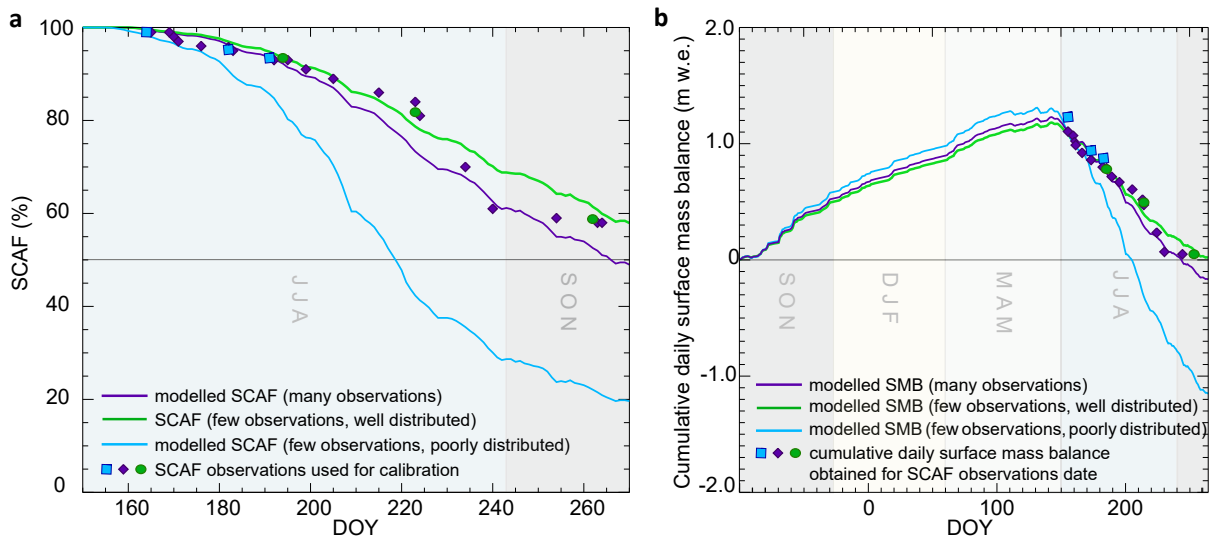 a
100
80
60
40
20
0
SCAF (%)
JJA
SON
modelled SCAF (many observations)
SCAF (few observations, well distributed)
modelled SCAF (few observations, poorly distributed)
SCAF observations used for calibration
160
180
200
220
240
260
DOY
b
2.0
1.0
0
-1.0
-2.0
Cumulative daily surface mass balance (m w.e.)
SON
DJF
MAM
JJA
modelled SMB (many observations)
modelled SMB (few observations, well distributed)
modelled SMB (few observations, poorly distributed)
cumulative daily surface mass balance
obtained for SCAF observations date
0
100
200
DOY